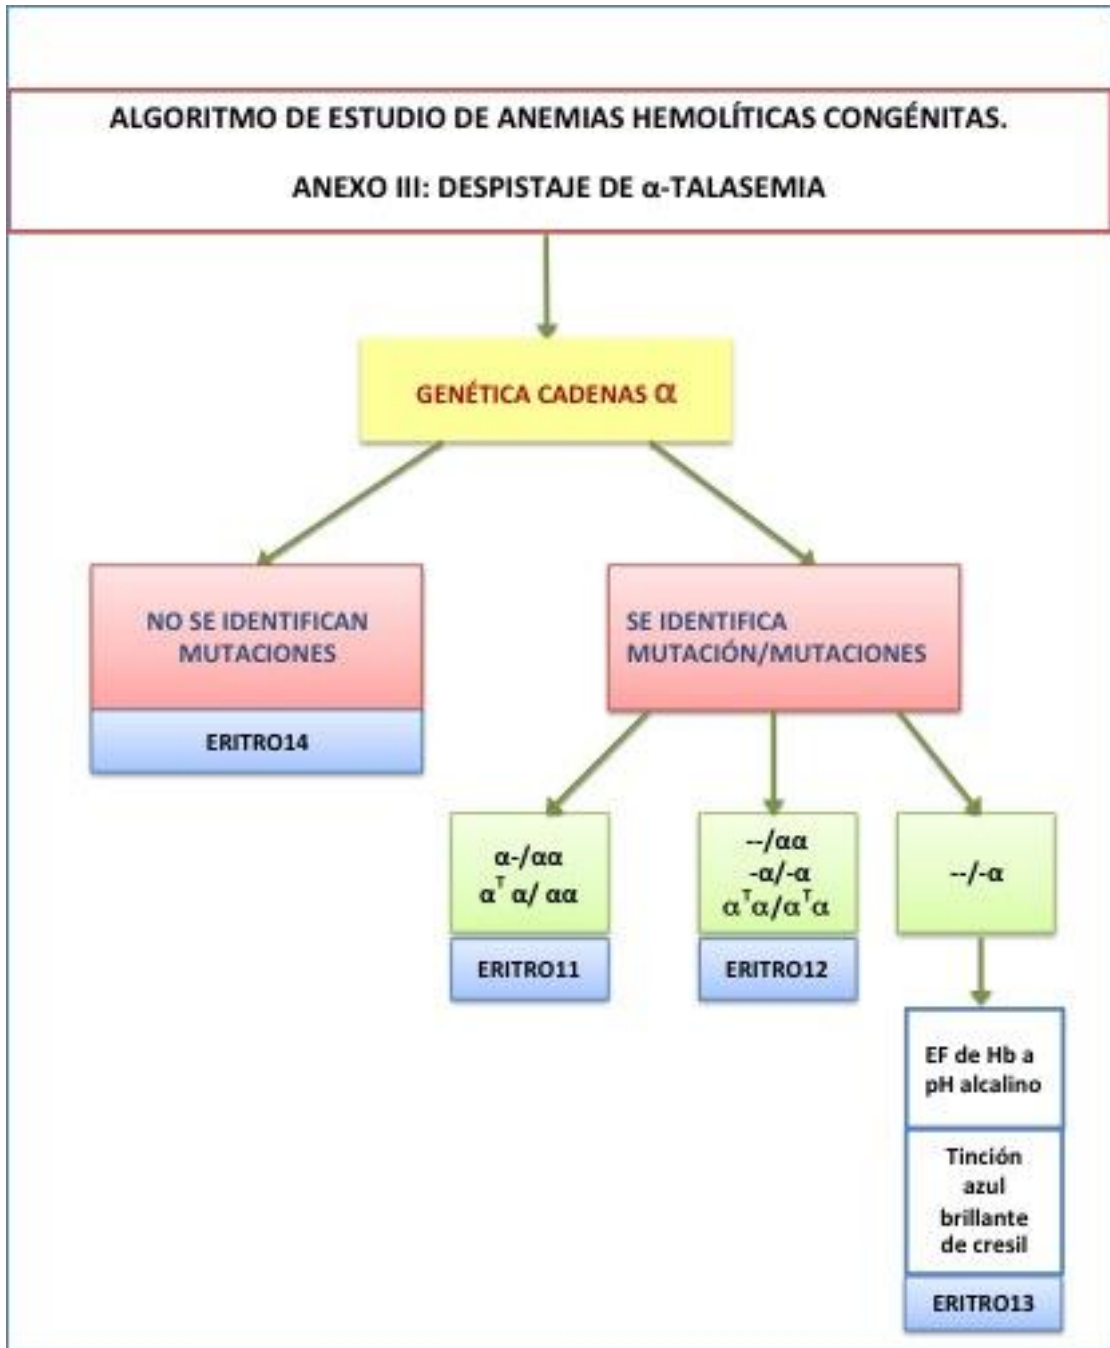 ALGORITMO DE ESTUDIO DE ANEMIAS HEMOLÍTICAS CONGÉNITAS.
ANEXO III: DESPISTAJE DE α-TALASEMIA
GENÉTICA CADENAS α
NO SE IDENTIFICAN
MUTACIONES
ERITRO14
SE IDENTIFICA
MUTACIÓN/MUTACIONES
α-/αα
αᵀ α/ αα
ERITRO11
--/αα
-α/-α
αᵀα/αᵀα
ERITRO12
--/-α
EF de Hb a
pH alcalino
Tinción
azul
brillante
de cresil
ERITRO13